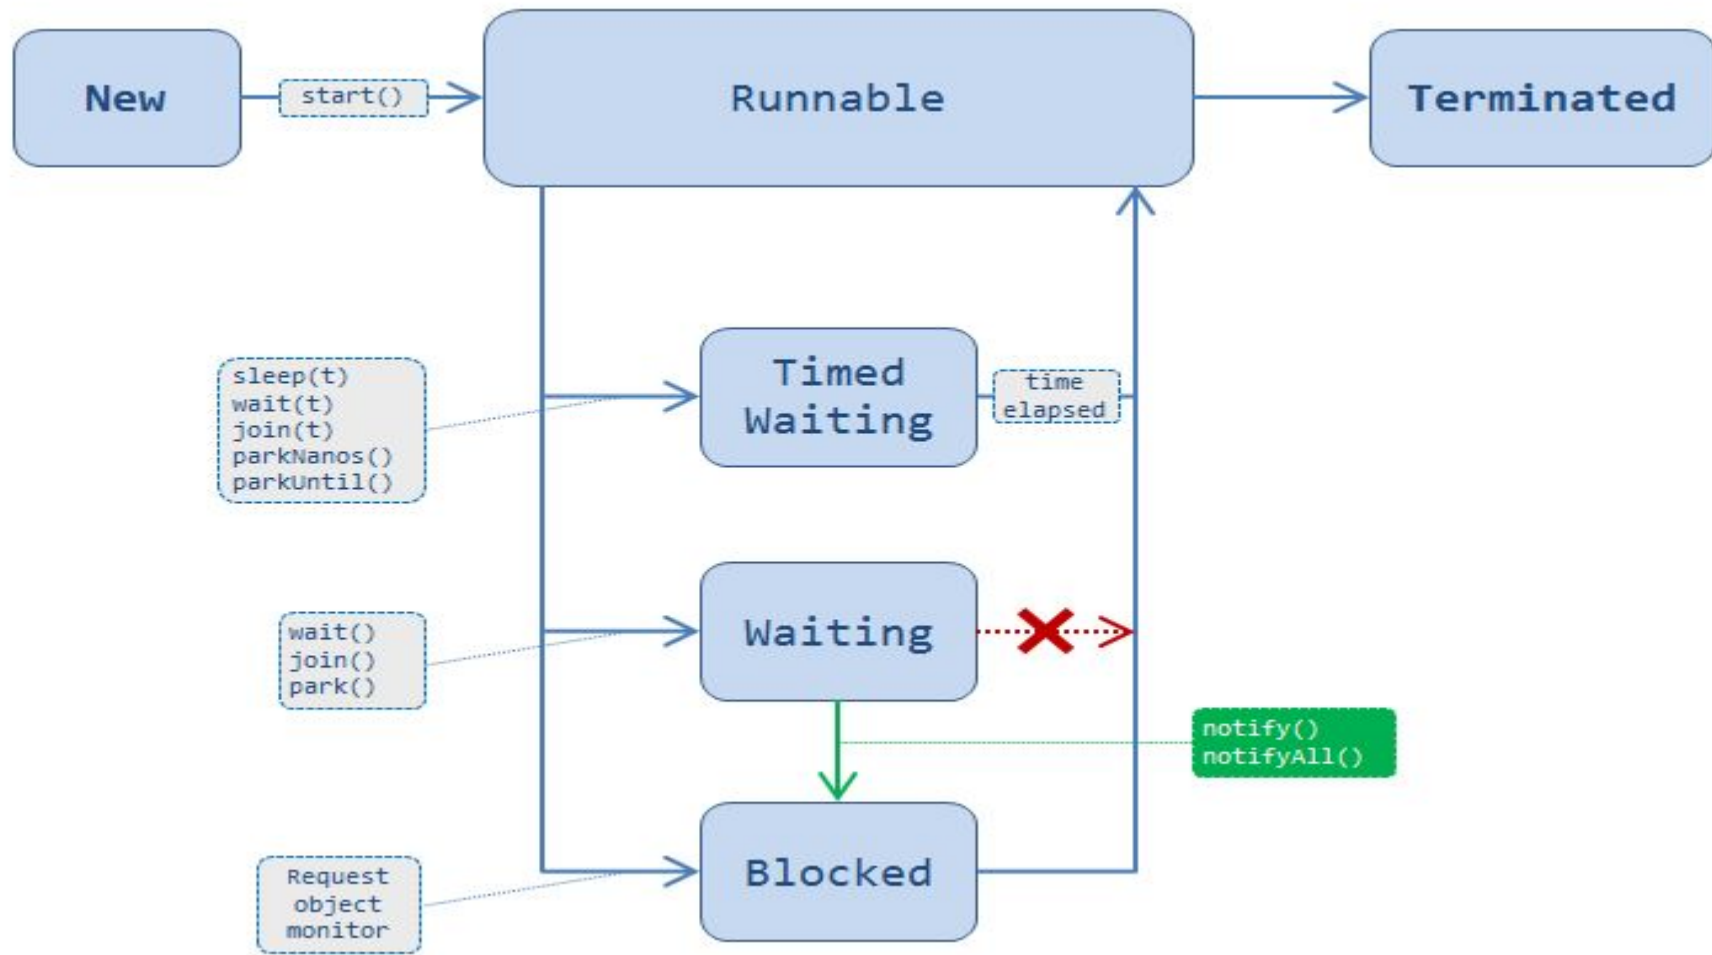 New
start()
Runnable
Terminated
sleep(t)
wait(t)
join(t)
parkNanos()
parkUntil()
Timed
Waiting
time
elapsed
wait()
join()
park()
Waiting
notify()
notifyAll()
Request
object
monitor
Blocked